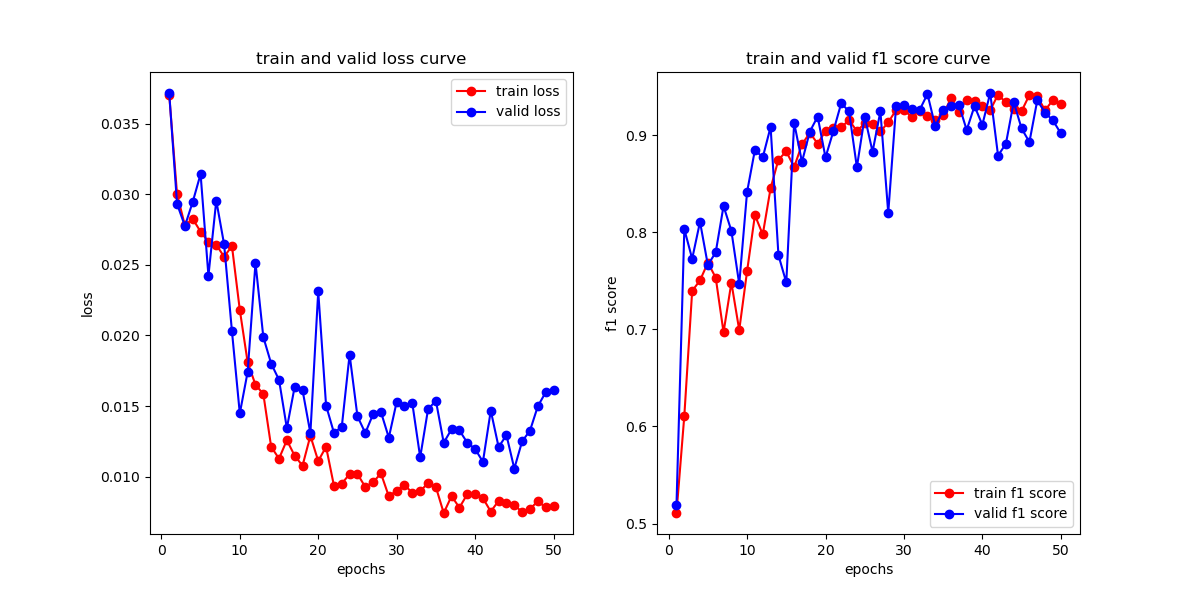 train and valid loss curve
train loss
valid loss
0.035
0.030
0.025
0.020
0.015
0.010
loss
0 10 20 30 40 50
epochs
train and valid f1 score curve
0.9
0.8
0.7
0.6
0.5
f1 score
train f1 score
valid f1 score
0 10 20 30 40 50
epochs